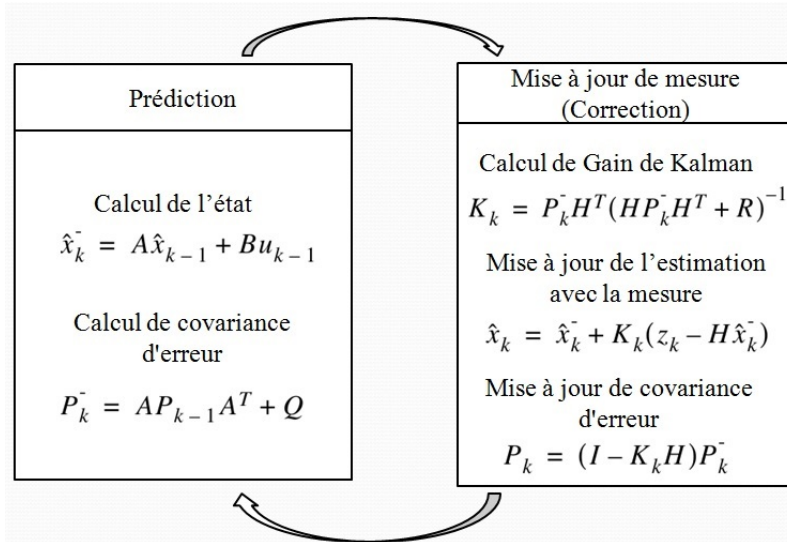 Prédiction
Calcul de l’état
x̂ₖ⁻ = Ax̂ₖ₋₁ + Buₖ₋₁
Calcul de covariance
d'erreur
Pₖ⁻ = APₖ₋₁Aᵀ + Q
Mise à jour de mesure
(Correction)
Calcul de Gain de Kalman
Kₖ = Pₖ⁻Hᵀ(HPₖ⁻Hᵀ + R)⁻¹
Mise à jour de l’estimation
avec la mesure
x̂ₖ = x̂ₖ⁻ + Kₖ(zₖ – Hx̂ₖ⁻)
Mise à jour de covariance
d'erreur
Pₖ = (I – KₖH)Pₖ⁻